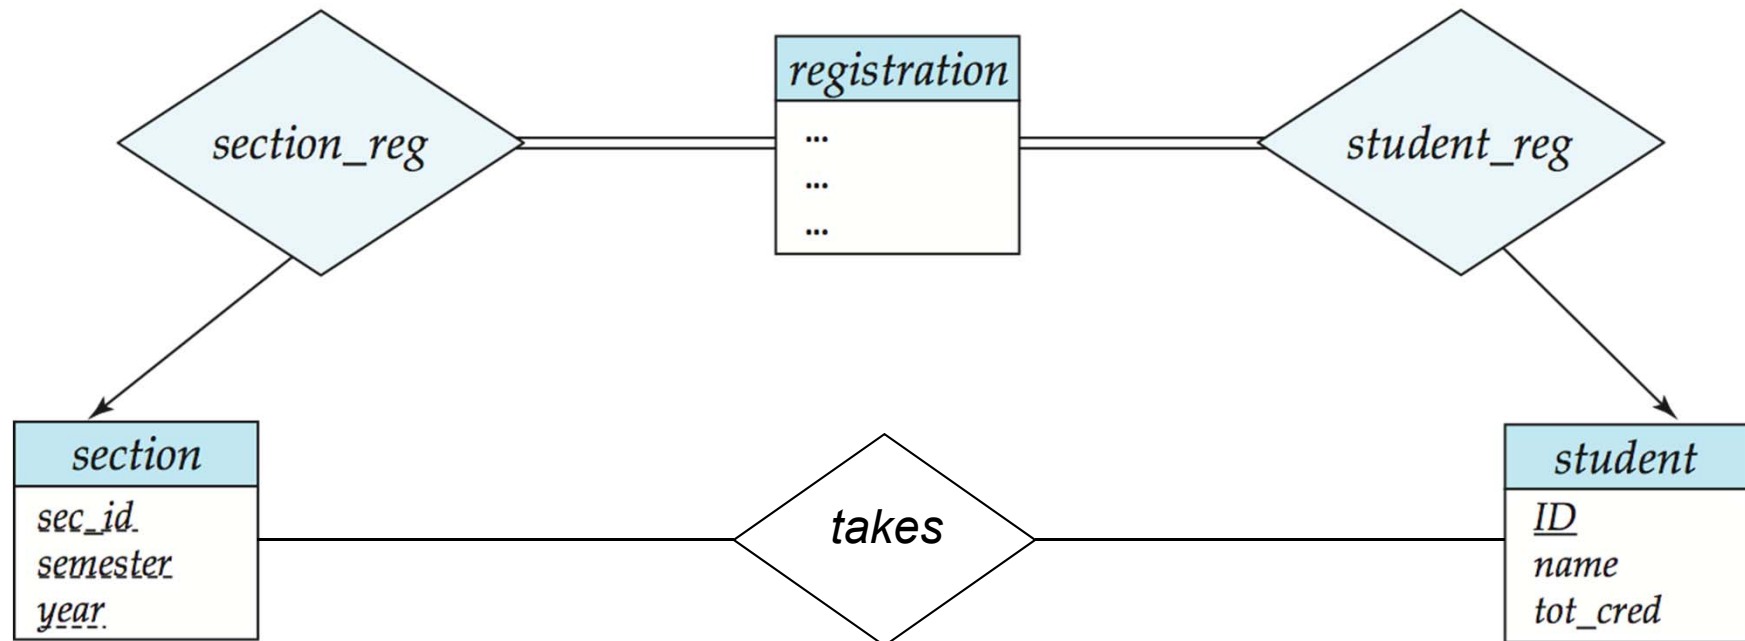 registration
...
...
...
section_reg
student_reg
section
sec_id
semester
year
takes
student
ID
name
tot_cred